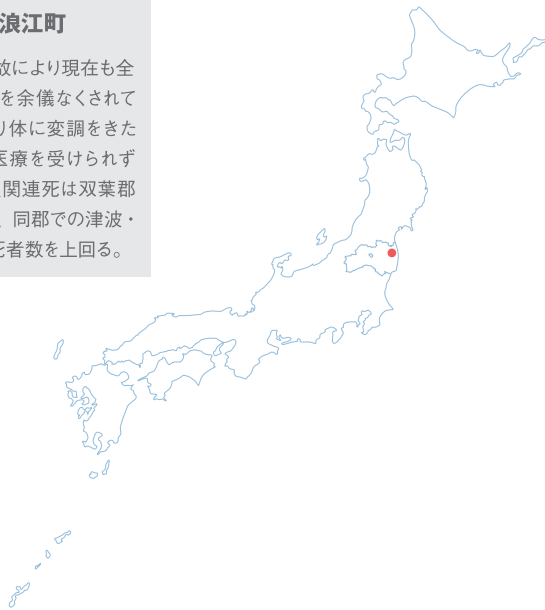 浪江町
故により現在も全
を余儀なくされて
り体に変調をきた
医療を受けられず
関連死は双葉郡
、同郡での津波・
死者数を上回る。